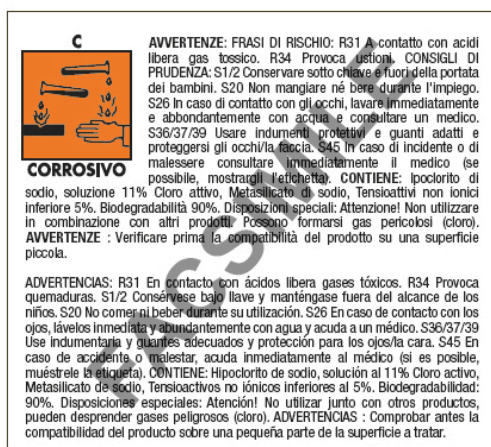 C
CORROSIVO
AVVERTENZE: FRASI DI RISCHIO: R31 A contatto con acidi
libera gas tossico. R34 Provoca ustioni. CONSIGLI DI
PRUDENZA: S1/2 Conservare sotto chiave e fuori della portata
dei bambini. S20 Non mangiare né bere durante l'impiego.
S26 In caso di contatto con gli occhi, lavare immediatamente
e abbondantemente con acqua e consultare un medico.
S36/37/39 Usare indumenti protettivi e guanti adatti e
proteggersi gli occhi/la faccia. S45 In caso di incidente o di
malessere consultare immediatamente il medico (se
possibile, mostrargli l'etichetta). CONTIENE: Ipoclorito di
sodio, soluzione 11% Cloro attivo, Metasilicato di sodio, Tensioattivi non ionici
inferiore 5%. Biodegradabilità 90%. Disposizioni speciali: Attenzione! Non utilizzare
in combinazione con altri prodotti. Possono formarsi gas pericolosi (cloro).
AVVERTENZE : Verificare prima la compatibilità del prodotto su una superficie
piccola.
ADVERTENCIAS: R31 En contacto con ácidos libera gases tóxicos. R34 Provoca
quemaduras. S1/2 Consérvese bajo llave y manténgase fuera del alcance de los
niños. S20 No comer ni beber durante su utilización. S26 En caso de contacto con los
ojos, lávelos inmediata y abundantemente con agua y acuda a un médico. S36/37/39
Use indumentaria y guantes adecuados y protección para los ojos/la cara. S45 En
caso de accidente o malestar, acuda inmediatamente al médico (si es posible,
muéstrele la etiqueta). CONTIENE: Hipoclorito de sodio, solución al 11% Cloro activo,
Metasilicato de sodio, Tensioactivos no iónicos inferiores al 5%. Biodegradabilidad:
90%. Disposiciones especiales: Atención! No utilizar junto con otros productos,
pueden desprender gases peligrosos (cloro). ADVERTENCIAS : Comprobar antes la
compatibilidad del producto sobre una pequeña parte de la superficie a tratar.
FACSIMILE